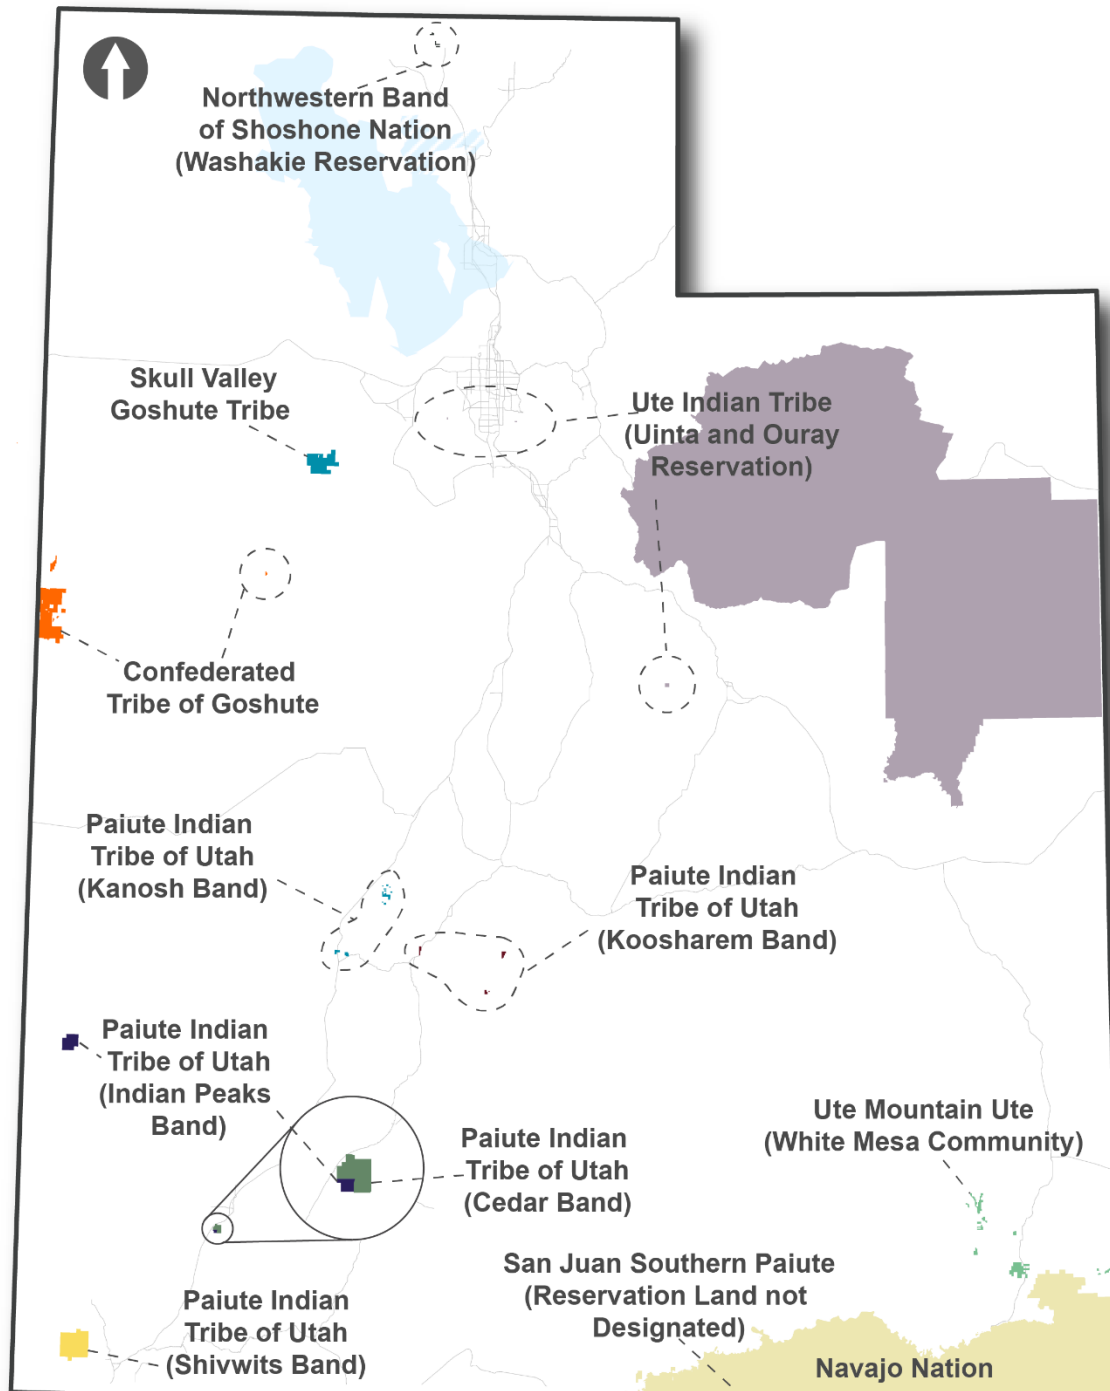 Northwestern Band
of Shoshone Nation
(Washakie Reservation)
Skull Valley
Goshute Tribe
Ute Indian Tribe
(Uinta and Ouray
Reservation)
Confederated
Tribe of Goshute
Paiute Indian
Tribe of Utah
(Kanosh Band)
Paiute Indian
Tribe of Utah
(Koosharem Band)
Paiute Indian
Tribe of Utah
(Indian Peaks
Band)
Paiute Indian
Tribe of Utah
(Cedar Band)
Ute Mountain Ute
(White Mesa Community)
San Juan Southern Paiute
(Reservation Land not
Designated)
Paiute Indian
Tribe of Utah
(Shivwits Band)
Navajo Nation